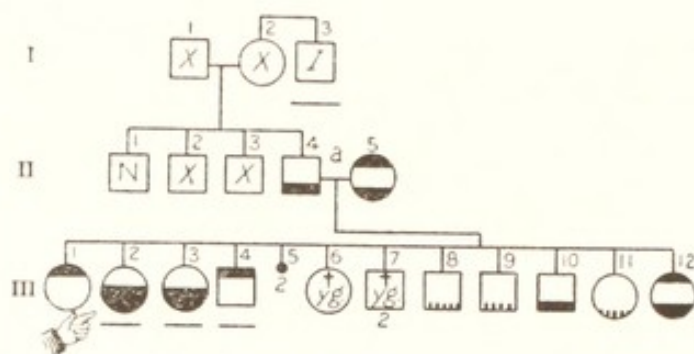 1 2 3
I X X I
1 2 3 4 a 5
II N X X
1 2 3 4 5 6 7 8 9 10 11 12
III 2 † yg † yg
2